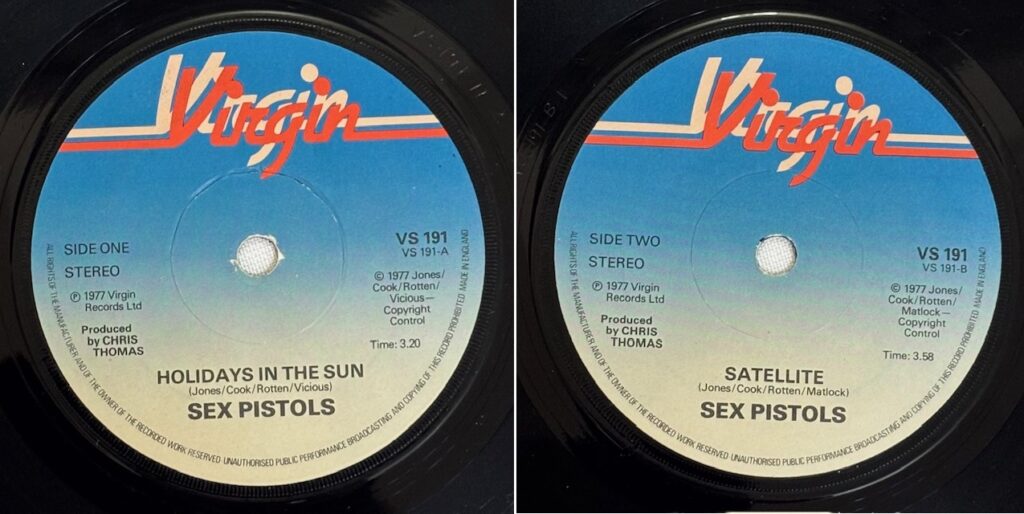 Virgin
SIDE ONE
STEREO
℗ 1977 Virgin
Records Ltd
Produced
by CHRIS
THOMAS
VS 191
VS 191-A
© 1977 Jones/
Cook/Rotten/
Vicious—
Copyright
Control
Time: 3.20
HOLIDAYS IN THE SUN
(Jones/Cook/Rotten/Vicious)
SEX PISTOLS
ALL RIGHTS OF THE MANUFACTURER AND OF THE OWNER OF THE RECORDED WORK RESERVED UNAUTHORISED PUBLIC PERFORMANCE BROADCASTING AND COPYING OF THIS RECORD PROHIBITED MADE IN ENGLAND
Virgin
SIDE TWO
STEREO
℗ 1977 Virgin
Records Ltd
Produced
by CHRIS
THOMAS
VS 191
VS 191-B
© 1977 Jones/
Cook/Rotten/
Matlock—
Copyright
Control
Time: 3.58
SATELLITE
(Jones/Cook/Rotten/Matlock)
SEX PISTOLS
ALL RIGHTS OF THE MANUFACTURER AND OF THE OWNER OF THE RECORDED WORK RESERVED UNAUTHORISED PUBLIC PERFORMANCE BROADCASTING AND COPYING OF THIS RECORD PROHIBITED MADE IN ENGLAND